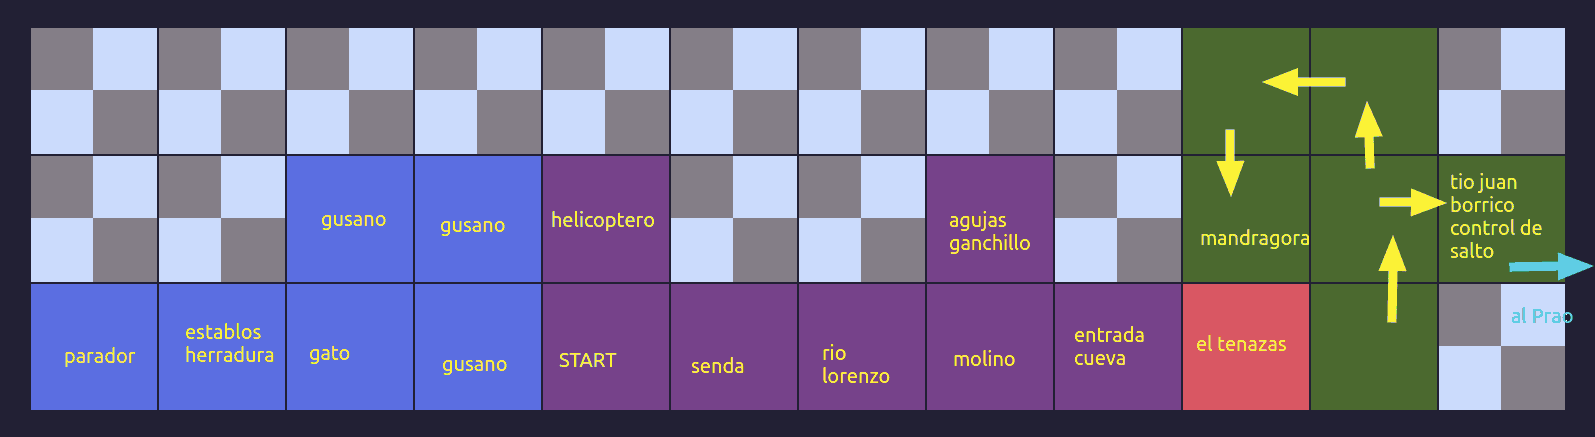 gusano
gusano
helicoptero
agujas
ganchillo
mandragora
tio juan
borrico
control de
salto
parador
establos
herradura
gato
gusano
START
senda
rio
lorenzo
molino
entrada
cueva
el tenazas
al Prao